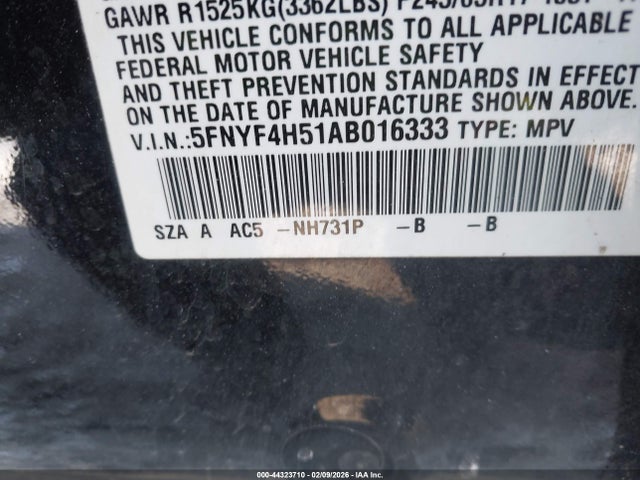 GAWR R1525KG(3362LBS)
THIS VEHICLE CONFORMS TO ALL APPLICABLE
FEDERAL MOTOR VEHICLE SAFETY
AND THEFT PREVENTION STANDARDS IN EFFECT
ON THE DATE OF MANUFACTURE SHOWN ABOVE.
V.I.N.:5FNYF4H51AB016333 TYPE: MPV
SZA A AC5 -NH731P -B -B
000-44323710 - 02/09/2026 - IAA Inc.